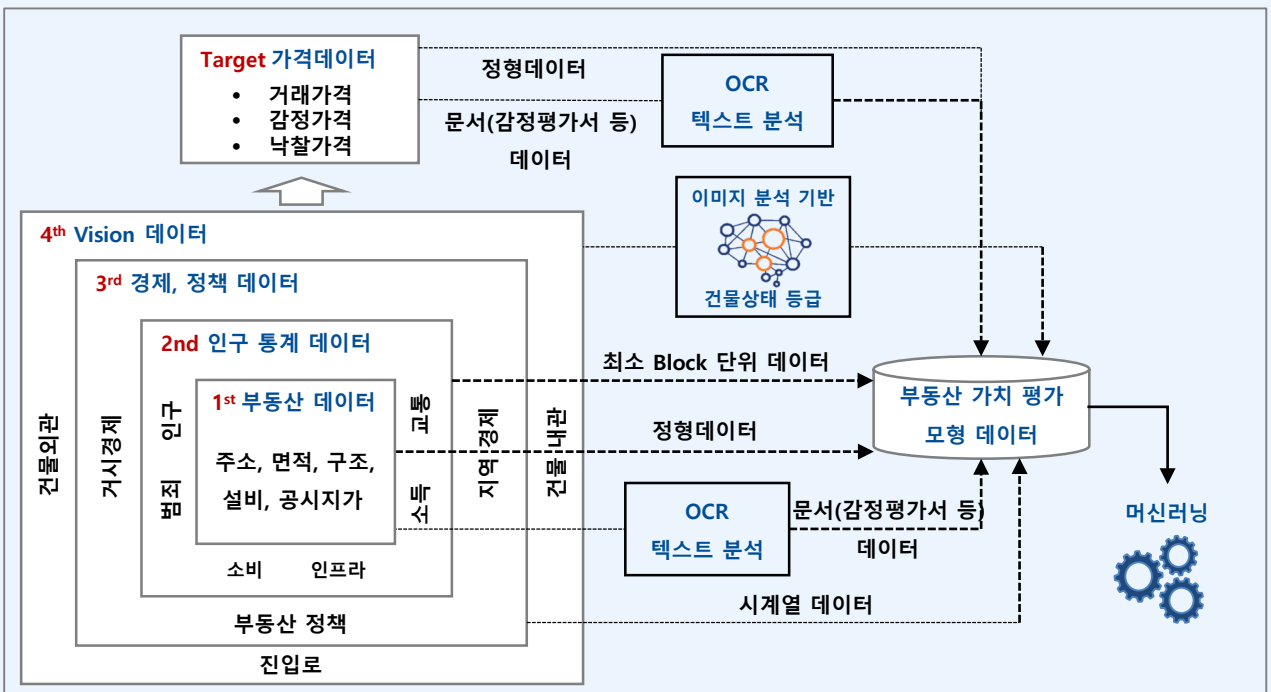 Target 가격데이터
• 거래가격
• 감정가격
• 낙찰가격
정형데이터
문서(감정평가서 등)
데이터
OCR
텍스트 분석
이미지 분석 기반
건물상태 등급
4th Vision 데이터
3rd 경제, 정책 데이터
2nd 인구 통계 데이터
1st 부동산 데이터
주소, 면적, 구조,
설비, 공시지가
건물외관
거시경제
범죄 인구
교통
소득
지역 경제
건물 내관
소비 인프라
부동산 정책
진입로
최소 Block 단위 데이터
정형데이터
OCR
텍스트 분석
문서(감정평가서 등)
데이터
시계열 데이터
부동산 가치 평가
모형 데이터
머신러닝